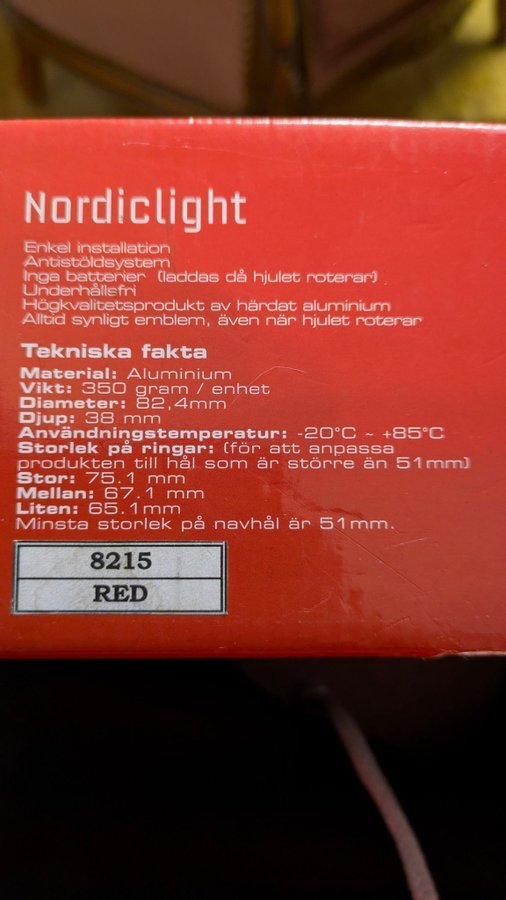 Nordiclight
Enkel installation
Antistöldsystem
Inga batterier (laddas då hjulet roterar)
Underhållsfri
Högkvalitetsprodukt av härdat aluminium
Alltid synligt emblem, även när hjulet roterar
Tekniska fakta
Material: Aluminium
Vikt: 350 gram / enhet
Diameter: 82,4mm
Djup: 38 mm
Användningstemperatur: -20°C ~ +85°C
Storlek på ringar: (för att anpassa
produkten till hål som är större än 51mm)
Stor: 75.1 mm
Mellan: 67.1 mm
Liten: 65.1mm
Minsta storlek på navhål är 51mm.
8215
RED